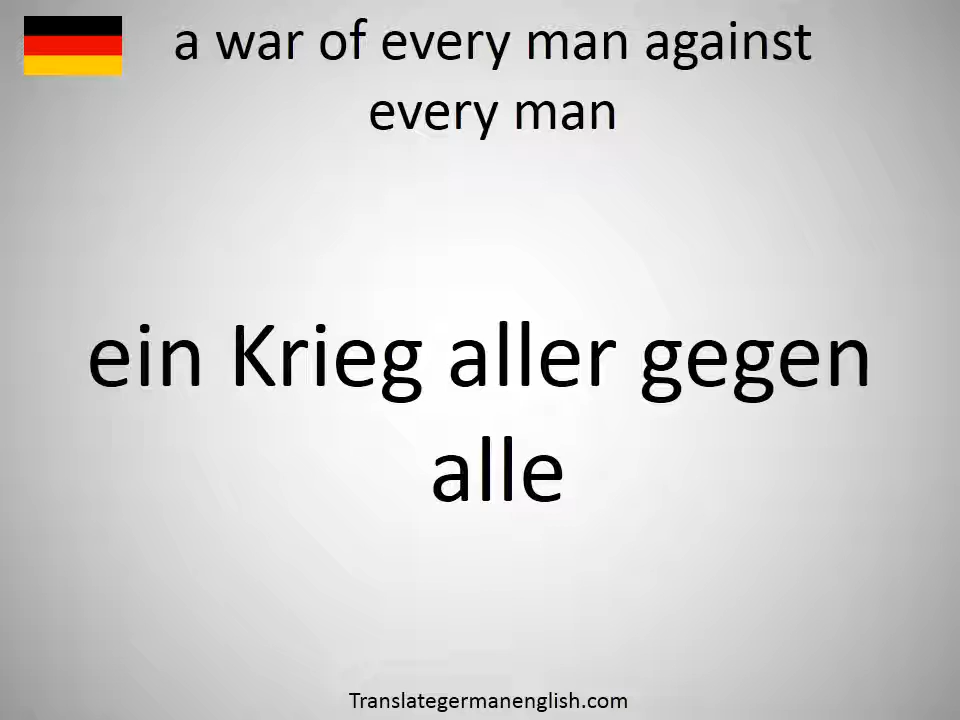 a war of every man against
every man
ein Krieg aller gegen
alle
Translategermanenglish.com